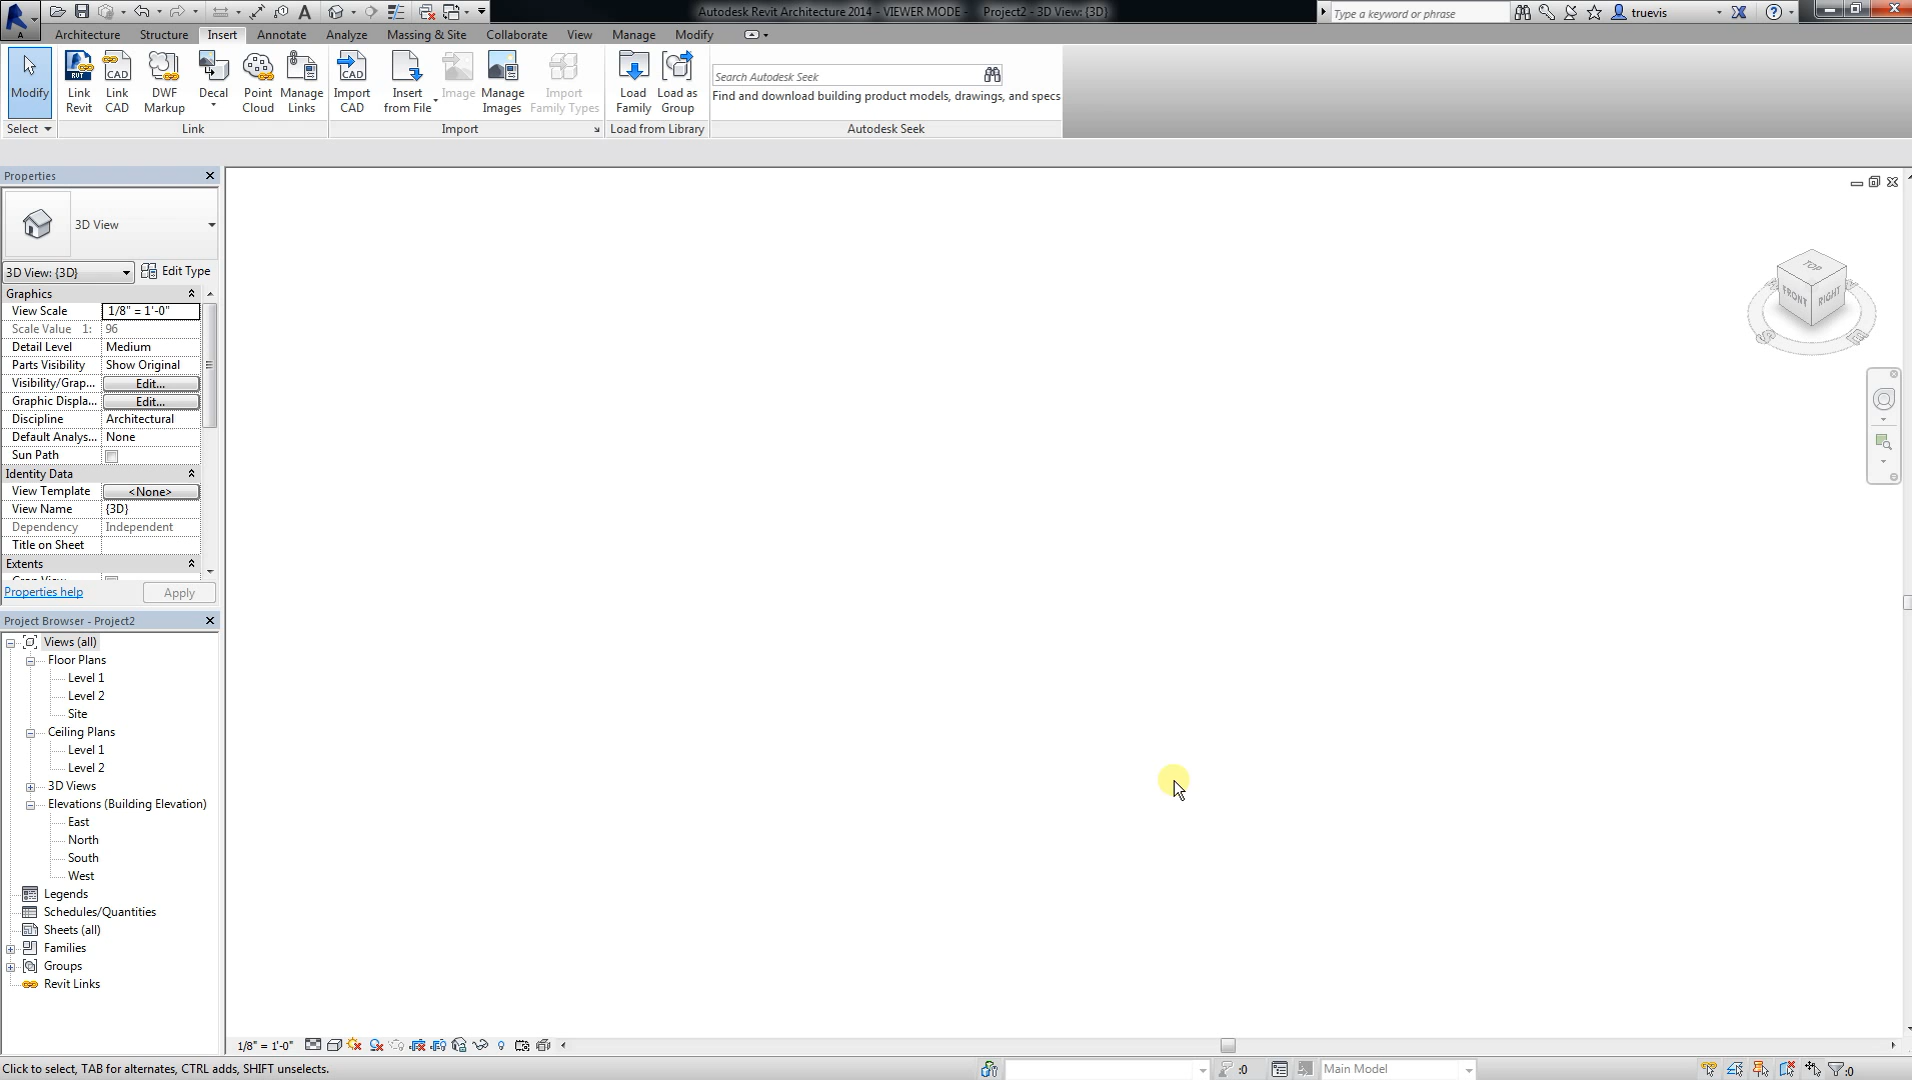 Autodesk Revit Architecture 2014 - VIEWER MODE - Project2 - 3D View: {3D}
Type a keyword or phrase
truevis
Architecture Structure Insert Annotate Analyze Massing & Site Collaborate View Manage Modify
Modify
Link Revit
Link CAD
DWF Markup
Decal
Point Cloud
Manage Links
Import CAD
Insert from File
Image
Manage Images
Import Family Types
Load Family
Load as Group
Search Autodesk Seek
Find and download building product models, drawings, and specs
Select
Link
Import
Load from Library
Autodesk Seek
Properties
3D View
3D View: {3D}
Edit Type
Graphics
View Scale 1/8" = 1'-0"
Scale Value 1: 96
Detail Level Medium
Parts Visibility Show Original
Visibility/Grap... Edit...
Graphic Displa... Edit...
Discipline Architectural
Default Analys... None
Sun Path
Identity Data
View Template <None>
View Name {3D}
Dependency Independent
Title on Sheet
Extents
Properties help
Apply
Project Browser - Project2
Views (all)
Floor Plans
Level 1
Level 2
Site
Ceiling Plans
Level 1
Level 2
3D Views
Elevations (Building Elevation)
East
North
South
West
Legends
Schedules/Quantities
Sheets (all)
Families
Groups
Revit Links
TOP
FRONT
RIGHT
1/8" = 1'-0"
Click to select, TAB for alternates, CTRL adds, SHIFT unselects.
:0
Main Model
:0